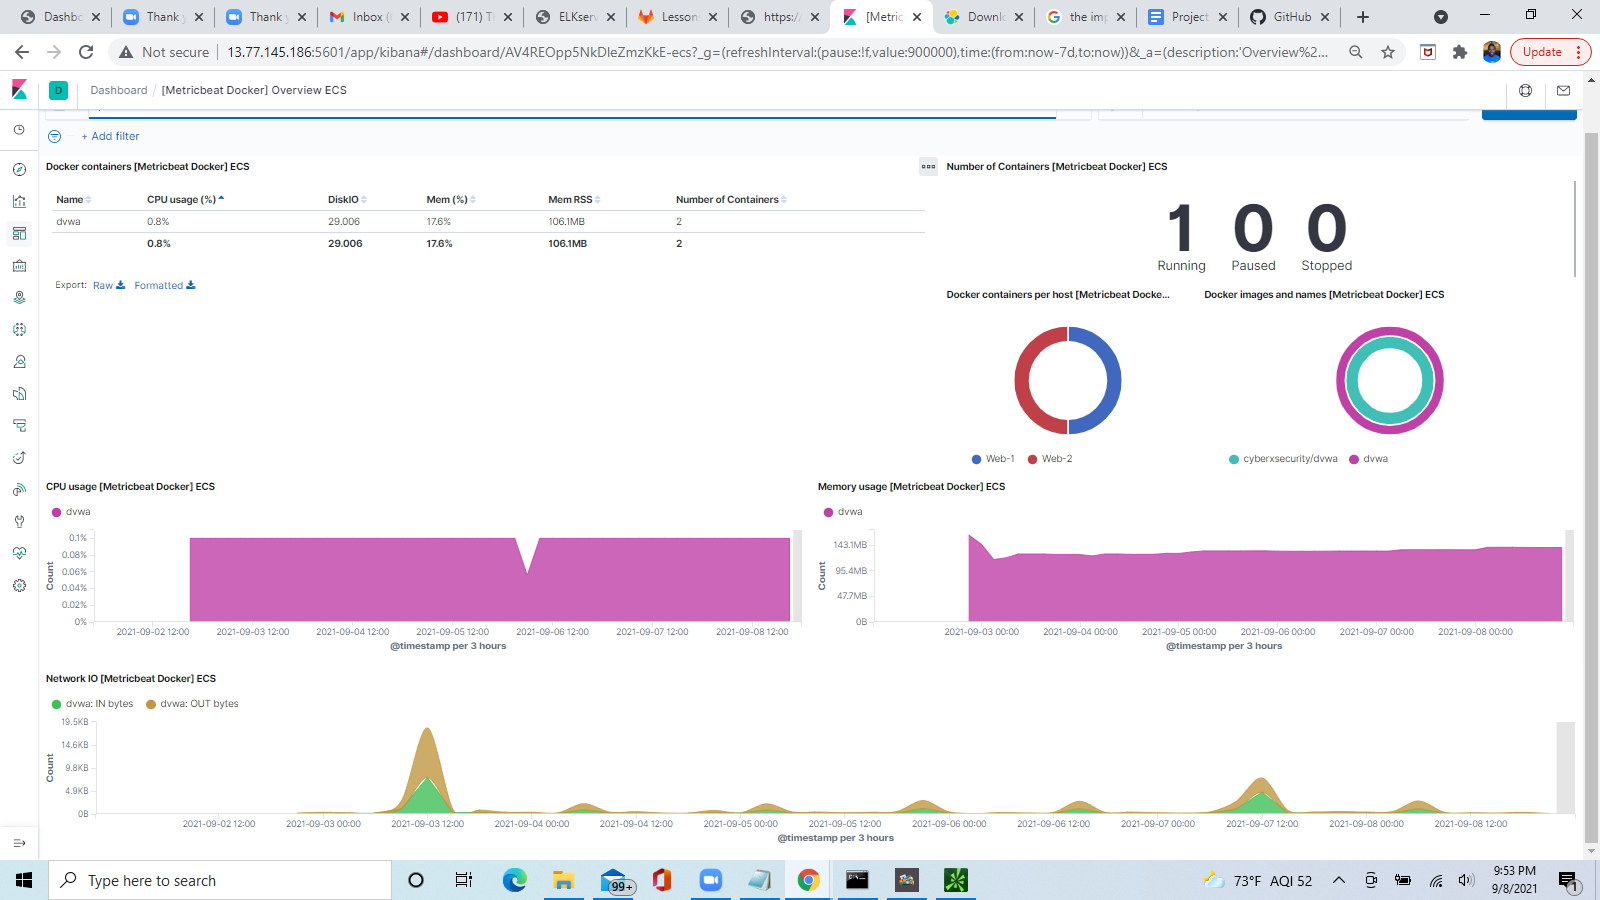 Dashbo
Thank y
Thank y
Inbox (
(171) T
ELKserv
Lesson
https://
[Metric
Downlo
the imp
Project
GitHub
Not secure
13.77.145.186:5601/app/kibana#/dashboard/AV4REOpp5NkDleZmzKkE-ecs?_g=(refreshInterval:(pause:!f,value:900000),time:(from:now-7d,to:now))&_a=(description:'Overview%2...
Update
D
Dashboard / [Metricbeat Docker] Overview ECS
+ Add filter
Docker containers [Metricbeat Docker] ECS
Name CPU usage (%) DiskIO Mem (%) Mem RSS Number of Containers
dvwa 0.8% 29.006 17.6% 106.1MB 2
0.8% 29.006 17.6% 106.1MB 2
Export: Raw Formatted
Number of Containers [Metricbeat Docker] ECS
1 0 0
Running Paused Stopped
Docker containers per host [Metricbeat Docke...
Web-1 Web-2
Docker images and names [Metricbeat Docker] ECS
cyberxsecurity/dvwa dvwa
CPU usage [Metricbeat Docker] ECS
dvwa
Count
0.1%
0.08%
0.06%
0.04%
0.02%
0%
2021-09-02 12:00 2021-09-03 12:00 2021-09-04 12:00 2021-09-05 12:00 2021-09-06 12:00 2021-09-07 12:00 2021-09-08 12:00
@timestamp per 3 hours
Memory usage [Metricbeat Docker] ECS
dvwa
Count
143.1MB
95.4MB
47.7MB
0B
2021-09-03 00:00 2021-09-04 00:00 2021-09-05 00:00 2021-09-06 00:00 2021-09-07 00:00 2021-09-08 00:00
@timestamp per 3 hours
Network IO [Metricbeat Docker] ECS
dvwa: IN bytes dvwa: OUT bytes
Count
19.5KB
14.6KB
9.8KB
4.9KB
0B
2021-09-02 12:00 2021-09-03 00:00 2021-09-03 12:00 2021-09-04 00:00 2021-09-04 12:00 2021-09-05 00:00 2021-09-05 12:00 2021-09-06 00:00 2021-09-06 12:00 2021-09-07 00:00 2021-09-07 12:00 2021-09-08 00:00 2021-09-08 12:00
@timestamp per 3 hours
Type here to search
99+
73°F AQI 52
9:53 PM
9/8/2021
1